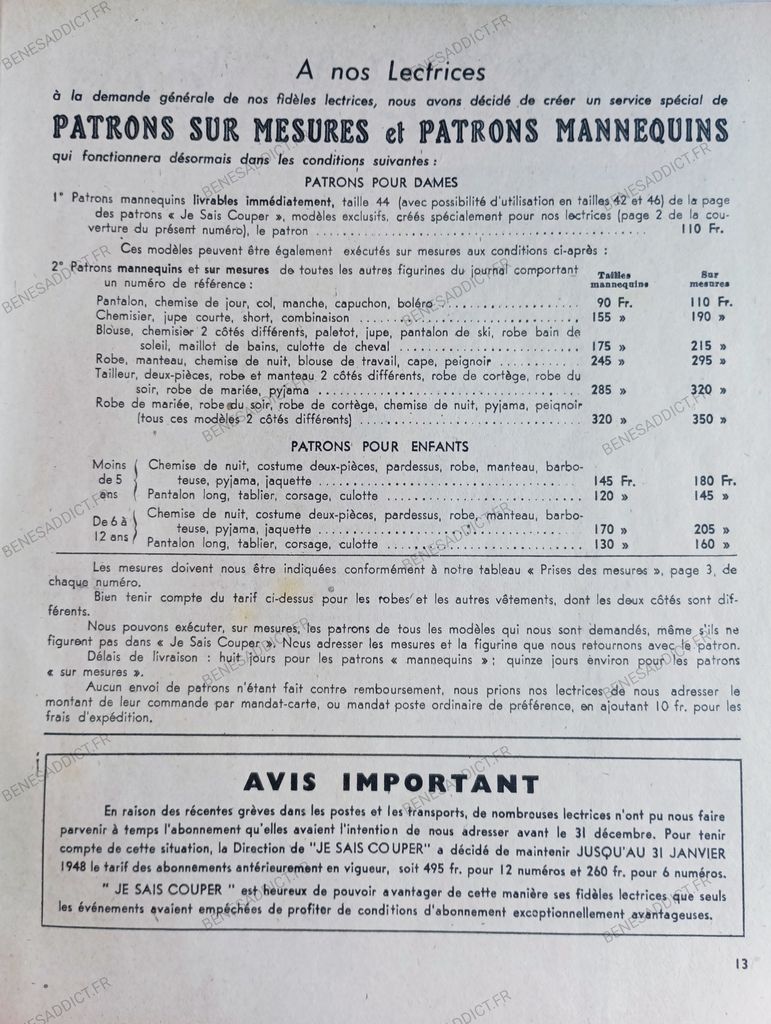 A nos Lectrices
à la demande générale de nos fidèles lectrices, nous avons décidé de créer un service spécial de
PATRONS SUR MESURES et PATRONS MANNEQUINS
qui fonctionnera désormais dans les conditions suivantes :
PATRONS POUR DAMES
1° Patrons mannequins livrables immédiatement, taille 44 (avec possibilité d'utilisation en tailles 42 et 46) de la page
des patrons « Je Sais Couper », modèles exclusifs, créés spécialement pour nos lectrices (page 2 de la cou-
verture du présent numéro), le patron ........ 110 Fr.
Ces modèles peuvent être également exécutés sur mesures aux conditions ci-après :
2° Patrons mannequins et sur mesures de toutes les autres figurines du journal comportant
un numéro de référence :
Tailles mannequins
Sur mesures
Pantalon, chemise de jour, col, manche, capuchon, boléro ........ 90 Fr. 110 Fr.
Chemisier, jupe courte, short, combinaison ........ 155 » 190 »
Blouse, chemisier 2 côtés différents, paletot, jupe, pantalon de ski, robe bain de
soleil, maillot de bains, culotte de cheval ........ 175 » 215 »
Robe, manteau, chemise de nuit, blouse de travail, cape, peignoir ........ 245 » 295 »
Tailleur, deux-pièces, robe et manteau 2 côtés différents, robe de cortège, robe du
soir, robe de mariée, pyjama ........ 285 » 320 »
Robe de mariée, robe du soir, robe de cortège, chemise de nuit, pyjama, peignoir
(tous ces modèles 2 côtés différents) ........ 320 » 350 »
PATRONS POUR ENFANTS
Moins de 5 ans
Chemise de nuit, costume deux-pièces, pardessus, robe, manteau, barbo-
teuse, pyjama, jaquette ........ 145 Fr. 180 Fr.
Pantalon long, tablier, corsage, culotte ........ 120 » 145 »
De 6 à 12 ans
Chemise de nuit, costume deux-pièces, pardessus, robe, manteau, barbo-
teuse, pyjama, jaquette ........ 170 » 205 »
Pantalon long, tablier, corsage, culotte ........ 130 » 160 »
Les mesures doivent nous être indiquées conformément à notre tableau « Prises des mesures », page 3, de
chaque numéro.
Bien tenir compte du tarif ci-dessus pour les robes et les autres vêtements, dont les deux côtés sont dif-
férents.
Nous pouvons exécuter, sur mesures, les patrons de tous les modèles qui nous sont demandés, même s'ils ne
figurent pas dans « Je Sais Couper ». Nous adresser les mesures et la figurine que nous retournons avec le patron.
Délais de livraison : huit jours pour les patrons « mannequins » ; quinze jours environ pour les patrons
« sur mesures ».
Aucun envoi de patrons n'étant fait contre remboursement, nous prions nos lectrices de nous adresser le
montant de leur commande par mandat-carte, ou mandat poste ordinaire de préférence, en ajoutant 10 fr. pour les
frais d'expédition.
AVIS IMPORTANT
En raison des récentes grèves dans les postes et les transports, de nombreuses lectrices n'ont pu nous faire
parvenir à temps l'abonnement qu'elles avaient l'intention de nous adresser avant le 31 décembre. Pour tenir
compte de cette situation, la Direction de "JE SAIS COUPER" a décidé de maintenir JUSQU'AU 31 JANVIER
1948 le tarif des abonnements antérieurement en vigueur, soit 495 fr. pour 12 numéros et 260 fr. pour 6 numéros.
" JE SAIS COUPER " est heureux de pouvoir avantager de cette manière ses fidèles lectrices que seuls
les événements avaient empêchées de profiter de conditions d'abonnement exceptionnellement avantageuses.
13
BENESADDICT.FR